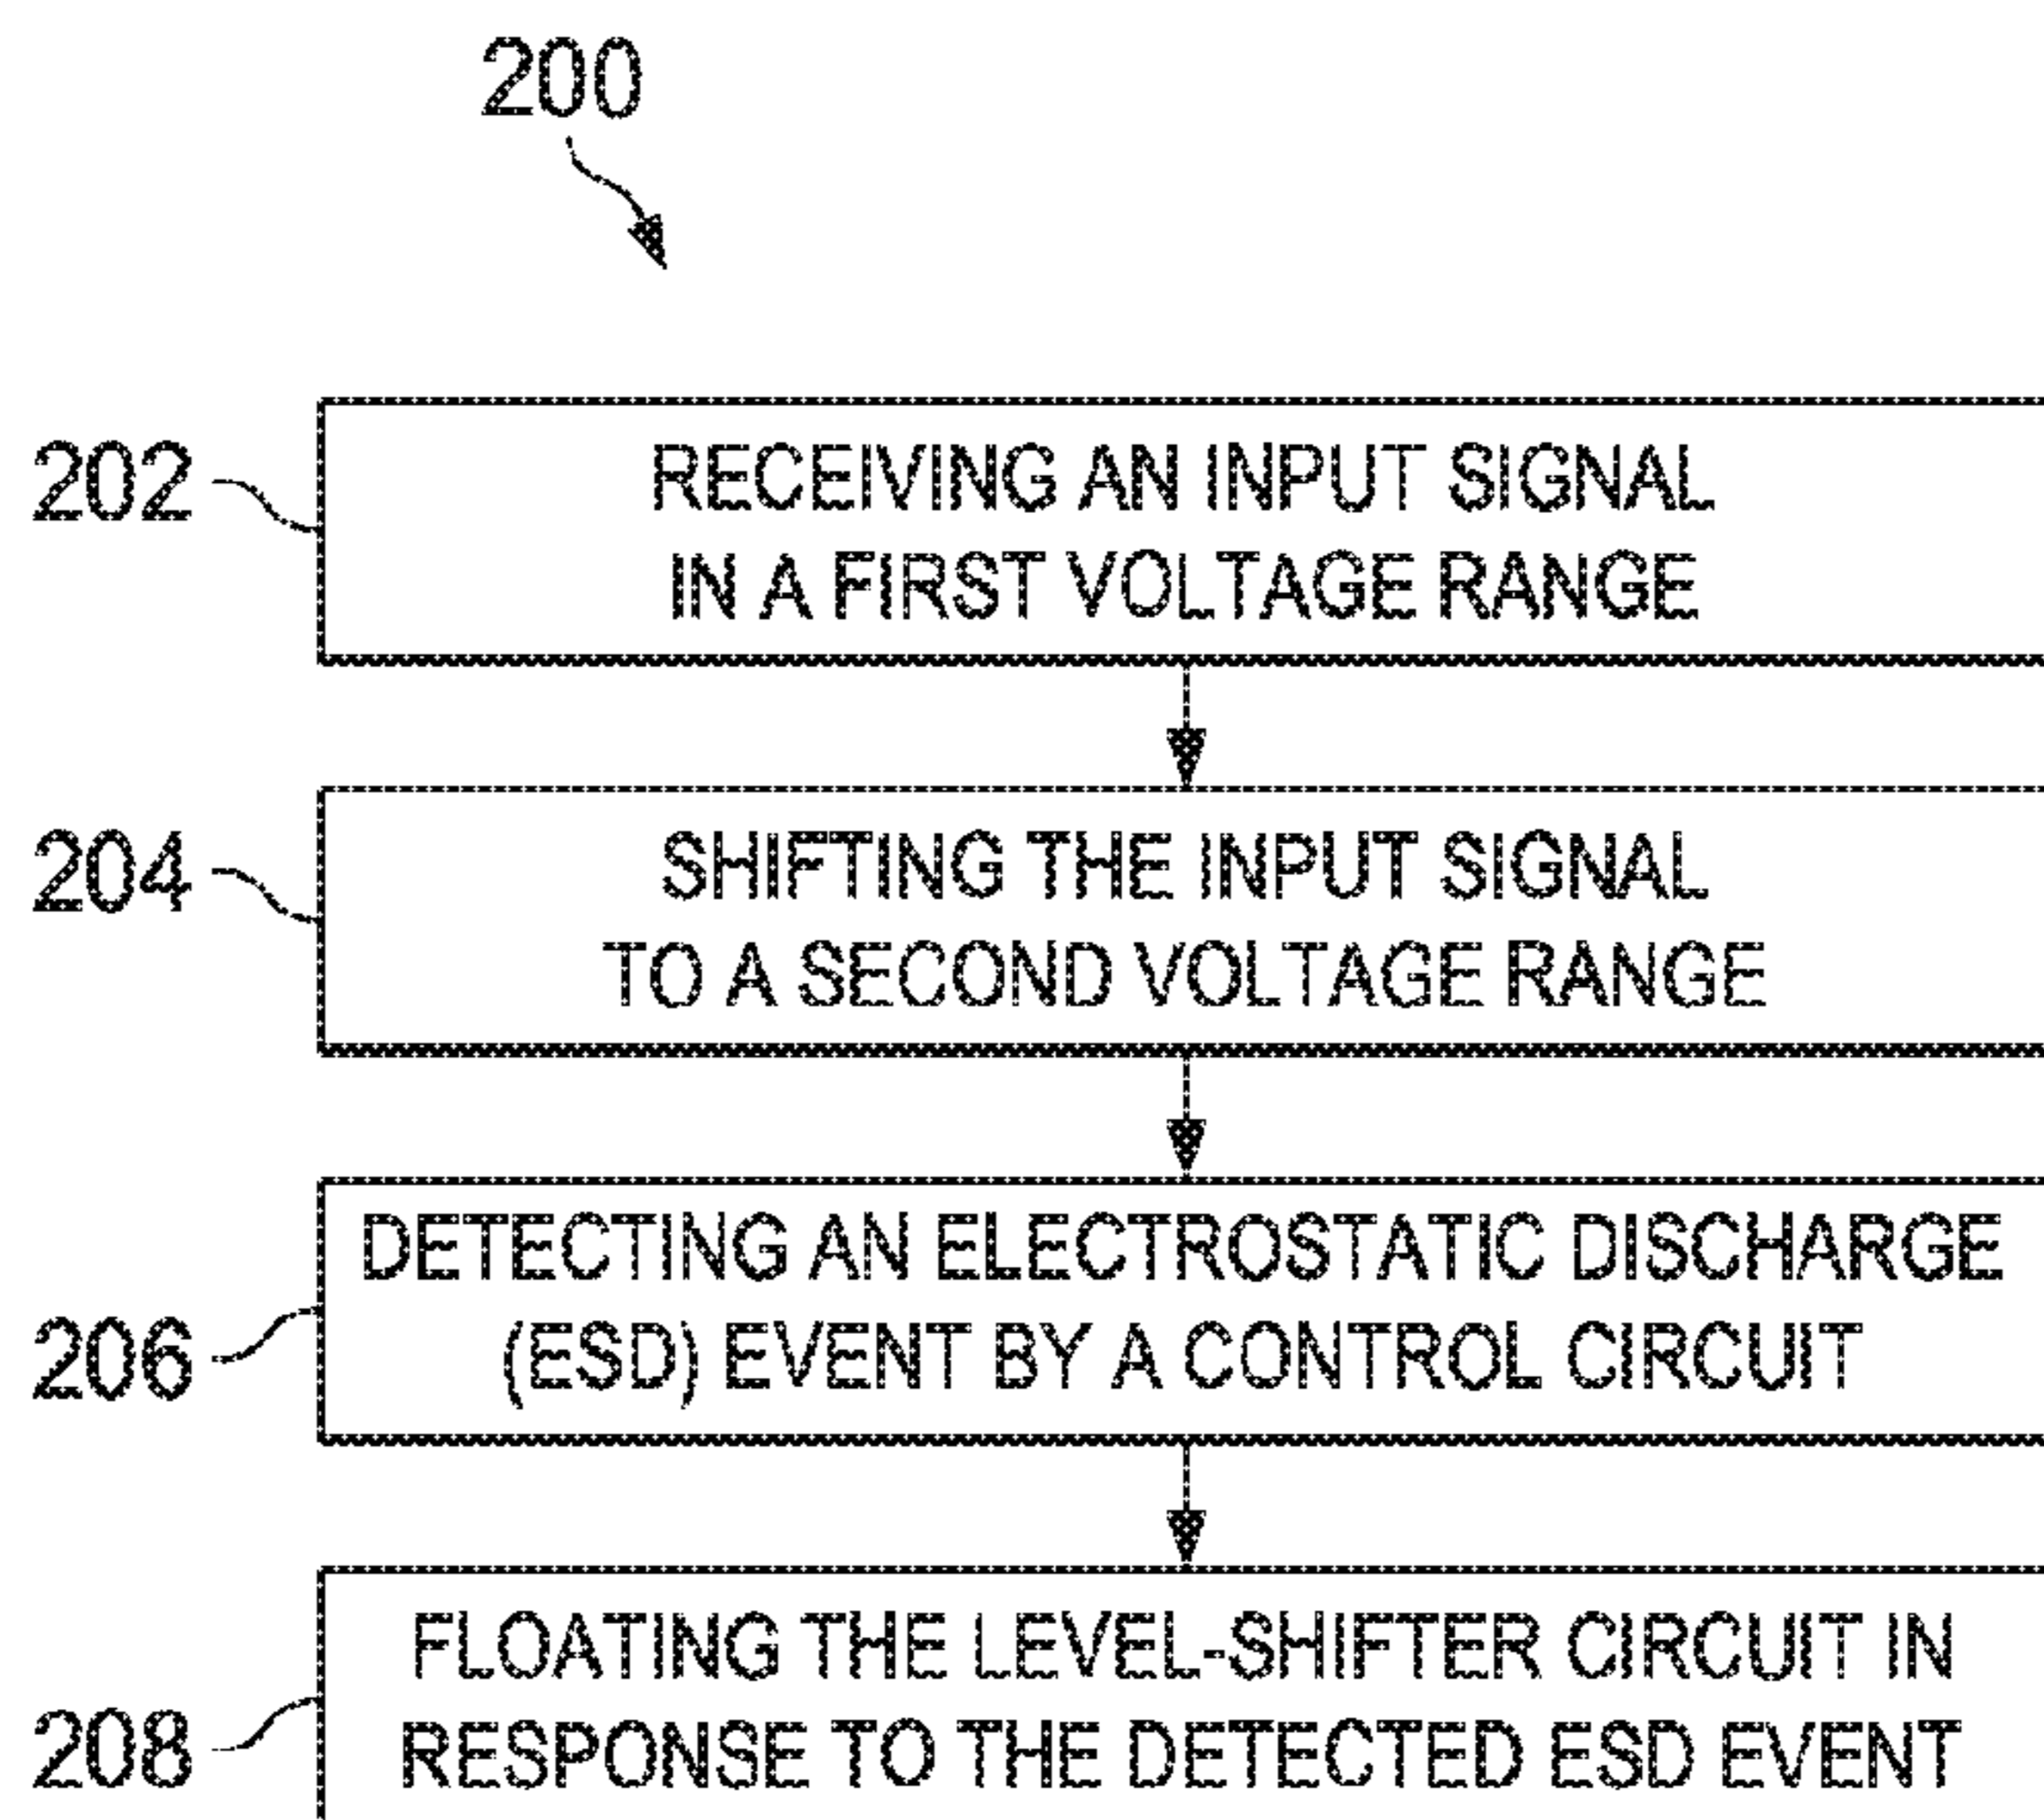 200
202
RECEIVING AN INPUT SIGNAL
IN A FIRST VOLTAGE RANGE
204
SHIFTING THE INPUT SIGNAL
TO A SECOND VOLTAGE RANGE
206
DETECTING AN ELECTROSTATIC DISCHARGE
(ESD) EVENT BY A CONTROL CIRCUIT
208
FLOATING THE LEVEL-SHIFTER CIRCUIT IN
RESPONSE TO THE DETECTED ESD EVENT